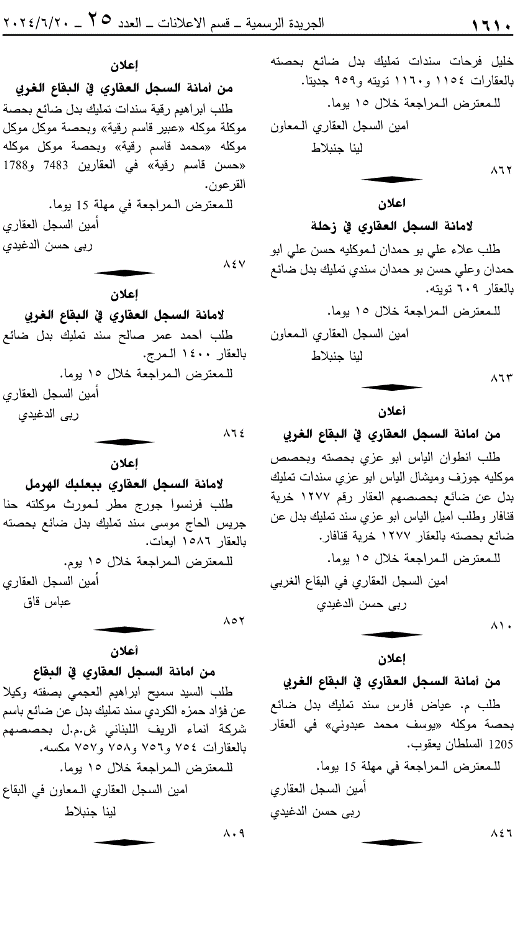 ١٦١٠
الجريدة الرسمية ــ قسم الاعلانات ــ العدد ٢٥ ــ ٢٠٢٤/٦/٢٠
خليل فرحات سندات تمليك بدل ضائع بحصته
بالعقارات ١١٥٤ و١١٦٠ تويته و٩٥٩ جديتا.
للمعترض المراجعة خلال ١٥ يوما.
امين السجل العقاري المعاون
لينا جنبلاط
٨٦٢
اعلان
لامانة السجل العقاري في زحلة
طلب علاء علي بو حمدان لموكليه حسن علي ابو
حمدان وعلي حسن بو حمدان سندي تمليك بدل ضائع
بالعقار ٦٠٩ تويته.
للمعترض المراجعة خلال ١٥ يوما.
امين السجل العقاري المعاون
لينا جنبلاط
٨٦٣
أعلان
من امانة السجل العقاري في البقاع الغربي
طلب انطوان الياس ابو عزي بحصته وبحصص
موكليه جوزف وميشال الياس ابو عزي سندات تمليك
بدل عن ضائع بحصصهم العقار رقم ١٢٧٧ خربة
قنافار وطلب اميل الياس ابو عزي سند تمليك بدل عن
ضائع بحصته بالعقار ١٢٧٧ خربة قنافار.
للمعترض المراجعة خلال ١٥ يوما.
امين السجل العقاري في البقاع الغربي
ربى حسن الدغيدي
٨١٠
إعلان
من أمانة السجل العقاري في البقاع الغربي
طلب م. عياض فارس سند تمليك بدل ضائع
بحصة موكله «يوسف محمد عبدوني» في العقار
1205 السلطان يعقوب.
للمعترض المراجعة في مهلة 15 يوما.
أمين السجل العقاري
ربى حسن الدغيدي
٨٤٦
إعلان
من أمانة السجل العقاري في البقاع الغربي
طلب ابراهيم رقية سندات تمليك بدل ضائع بحصة
موكلة موكله «عبير قاسم رقية» وبحصة موكل موكل
موكله «محمد قاسم رقية» وبحصة موكل موكله
«حسن قاسم رقية» في العقارين 7483 و1788
القرعون.
للمعترض المراجعة في مهلة 15 يوما.
أمين السجل العقاري
ربى حسن الدغيدي
٨٤٧
إعلان
لامانة السجل العقاري في البقاع الغربي
طلب احمد عمر صالح سند تمليك بدل ضائع
بالعقار ١٤٠٠ المرج.
للمعترض المراجعة خلال ١٥ يوما.
أمين السجل العقاري
ربى الدغيدي
٨٦٤
إعلان
لامانة السجل العقاري ببعلبك الهرمل
طلب فرنسوا جورج مطر لمورث موكلته حنا
جريس الحاج موسى سند تمليك بدل ضائع بحصته
بالعقار ١٥٨٦ ايعات.
للمعترض المراجعة خلال ١٥ يوم.
أمين السجل العقاري
عباس قاق
٨٥٢
أعلان
من امانة السجل العقاري في البقاع
طلب السيد سميح ابراهيم العجمي بصفته وكيلا
عن فؤاد حمزه الكردي سند تمليك بدل عن ضائع باسم
شركة انماء الريف اللبناني ش.م.ل بحصصهم
بالعقارات ٧٥٤ و٧٥٦ و٧٥٨ و٧٥٧ مكسه.
للمعترض المراجعة خلال ١٥ يوما.
امين السجل العقاري المعاون في البقاع
لينا جنبلاط
٨٠٩